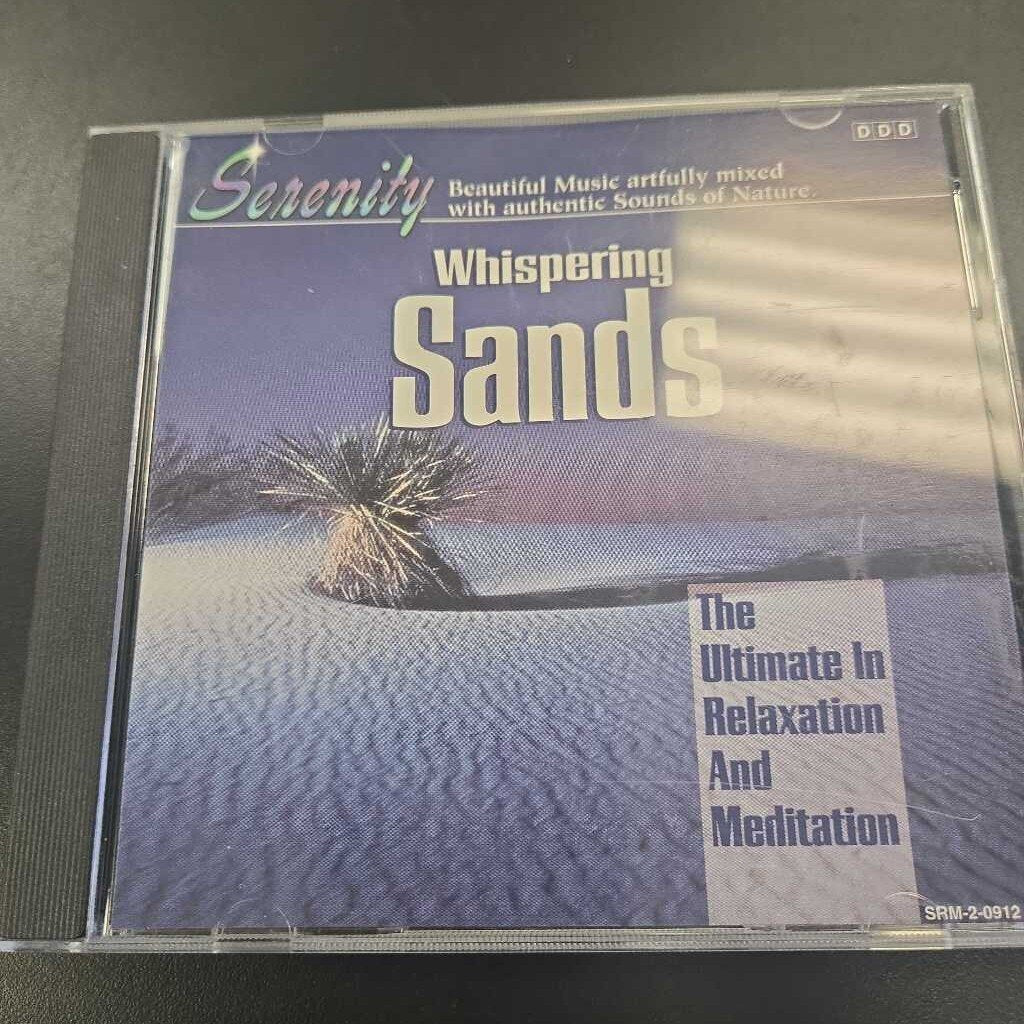 DDD
Serenity
Beautiful Music artfully mixed
with authentic Sounds of Nature.
Whispering
Sands
The
Ultimate In
Relaxation
And
Meditation
SRM-2-0912